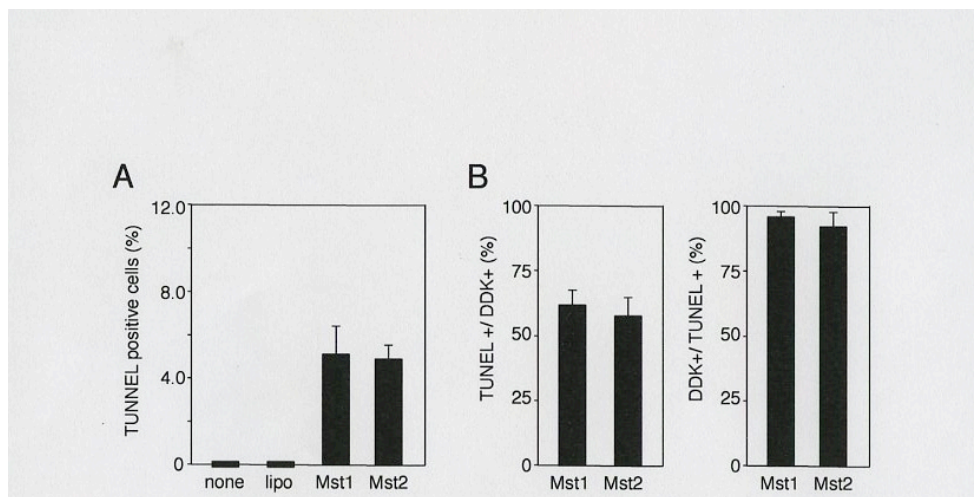 A
TUNNEL positive cells (%)
12.0
8.0
4.0
0
none lipo Mst1 Mst2
B
TUNEL +/ DDK+ (%)
100
75
50
25
0
Mst1 Mst2
DDK+/ TUNEL + (%)
100
75
50
25
0
Mst1 Mst2